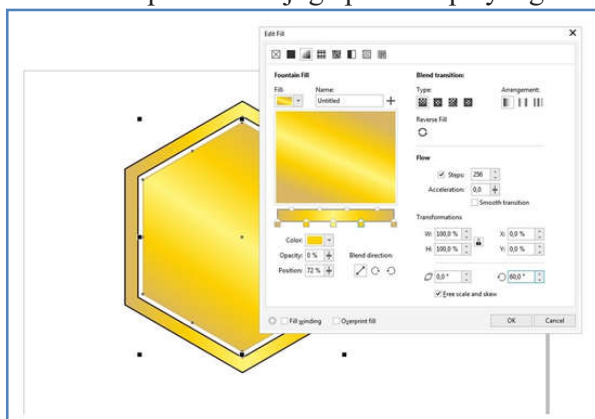 Edit Fill
Fountain Fill
Fill:
Name:
Untitled
Color:
Opacity: 0 %
Position: 72 %
Blend direction:
Blend transition:
Type:
Arrangement:
Reverse Fill
Flow
Steps: 256
Acceleration: 0,0
Smooth transition
Transformations
W: 100,0 % X: 0,0 %
H: 100,0 % Y: 0,0 %
0,0 ° 60,0 °
Free scale and skew
Fill winding Overprint fill OK Cancel